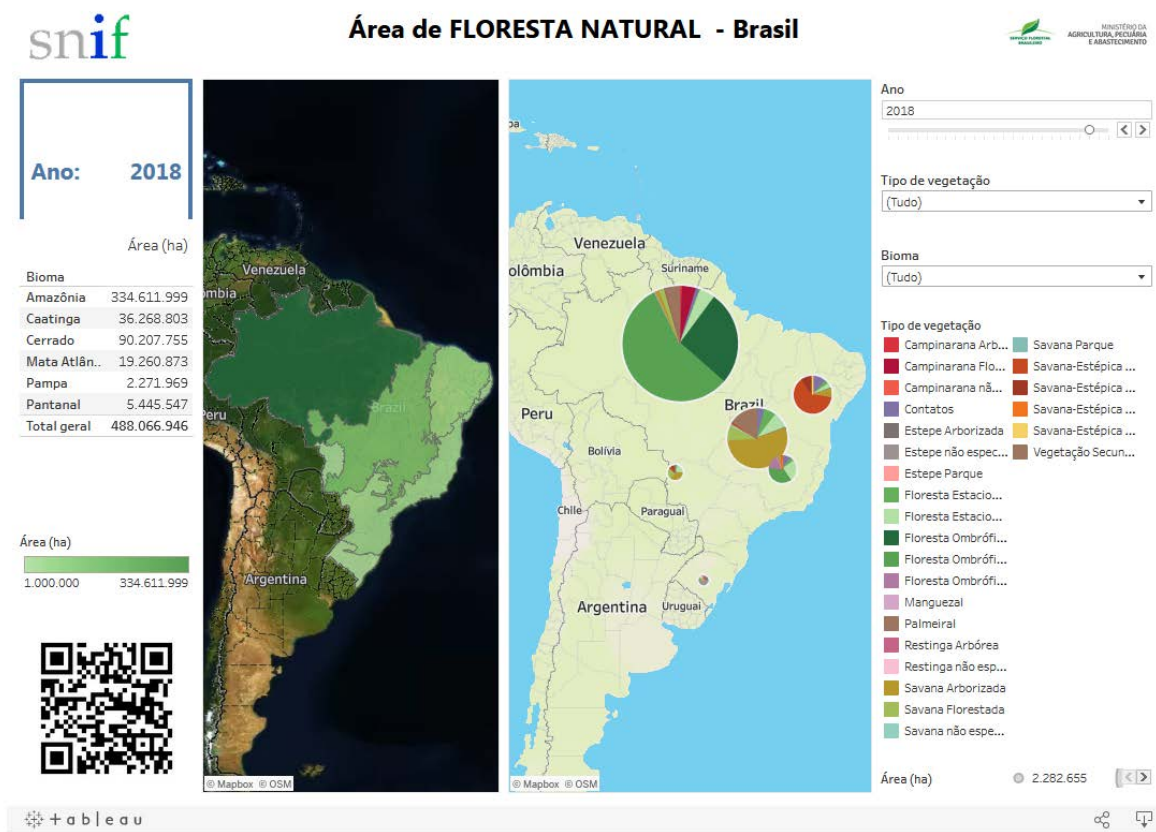 snif
Área de FLORESTA NATURAL - Brasil
SERVIÇO FLORESTAL
BRASILEIRO
MINISTÉRIO DA
AGRICULTURA, PECUÁRIA
E ABASTECIMENTO
Ano: 2018
Área (ha)
Bioma
Amazônia 334.611.999
Caatinga 36.268.803
Cerrado 90.207.755
Mata Atlân.. 19.260.873
Pampa 2.271.969
Pantanal 5.445.547
Total geral 488.066.946
Área (ha)
1.000.000 334.611.999
Venezuela
mbia
Brazil
Peru
Argentina
© Mapbox © OSM
ba
Venezuela
olômbia
Suriname
Brazil
Peru
Bolívia
Chile
Paraguai
Argentina
Uruguai
© Mapbox © OSM
Ano
2018
Tipo de vegetação
(Tudo)
Bioma
(Tudo)
Tipo de vegetação
Campinarana Arb... Savana Parque
Campinarana Flo... Savana-Estépica ...
Campinarana nã... Savana-Estépica ...
Contatos Savana-Estépica ...
Estepe Arborizada Savana-Estépica ...
Estepe não espec... Vegetação Secun...
Estepe Parque
Floresta Estacio...
Floresta Estacio...
Floresta Ombrófi...
Floresta Ombrófi...
Floresta Ombrófi...
Manguezal
Palmeiral
Restinga Arbórea
Restinga não esp...
Savana Arborizada
Savana Florestada
Savana não espe...
Área (ha) 2.282.655
+ableau